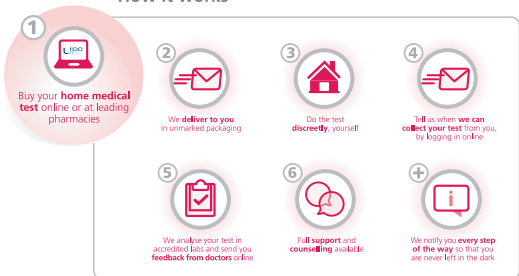 How it works
1
Buy your home medical
test online or at leading
pharmacies
2
We deliver to you
in unmarked packaging
3
Do the test
discreetly, yourself
4
Tell us when we can
collect your test from you,
by logging in online
5
We analyse your test in
accredited labs and send you
feedback from doctors online
6
Full support and
counselling available
+
i
We notify you every step
of the way so that you
are never left in the dark